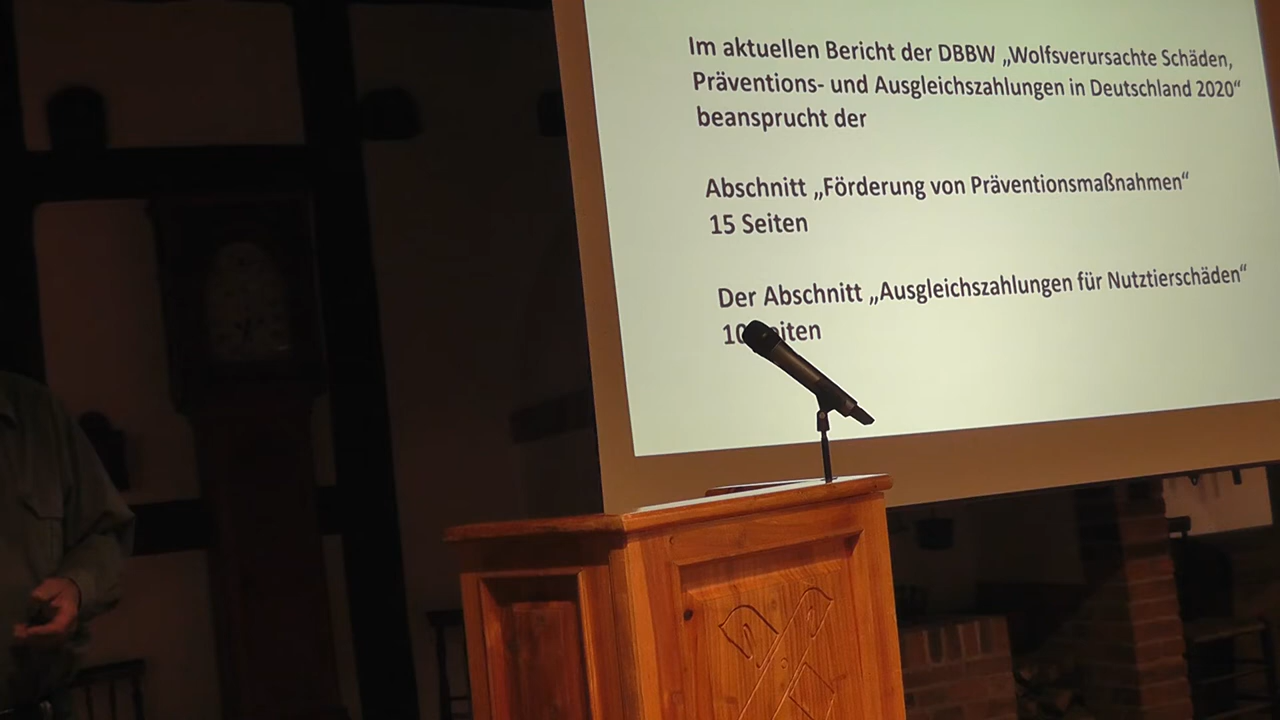 Im aktuellen Bericht der DBBW „Wolfsverursachte Schäden,
Präventions- und Ausgleichszahlungen in Deutschland 2020“
beansprucht der
Abschnitt „Förderung von Präventionsmaßnahmen“
15 Seiten
Der Abschnitt „Ausgleichszahlungen für Nutztierschäden“
10 Seiten